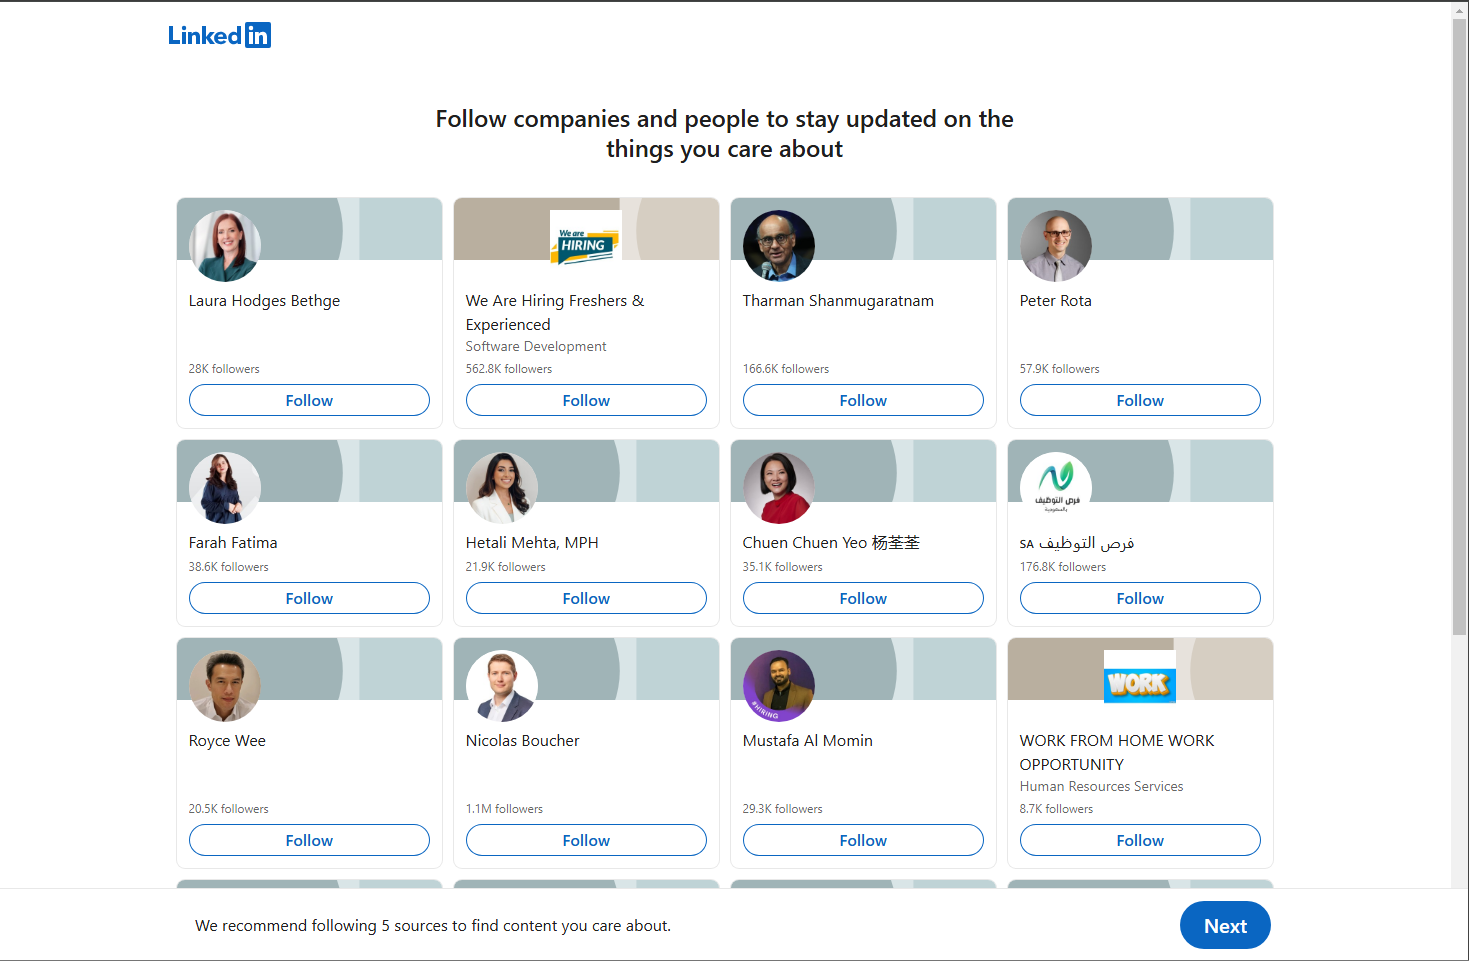 Linked in
Follow companies and people to stay updated on the
things you care about
Laura Hodges Bethge
28K followers
Follow
We are
HIRING
We Are Hiring Freshers &
Experienced
Software Development
562.8K followers
Follow
Tharman Shanmugaratnam
166.6K followers
Follow
Peter Rota
57.9K followers
Follow
Farah Fatima
38.6K followers
Follow
Hetali Mehta, MPH
21.9K followers
Follow
Chuen Chuen Yeo 杨荃荃
35.1K followers
Follow
فرص التوظيف
بالسعودية
SA فرص التوظيف
176.8K followers
Follow
Royce Wee
20.5K followers
Follow
Nicolas Boucher
1.1M followers
Follow
#HIRING
Mustafa Al Momin
29.3K followers
Follow
WORK
WORK FROM HOME WORK
OPPORTUNITY
Human Resources Services
8.7K followers
Follow
We recommend following 5 sources to find content you care about.
Next